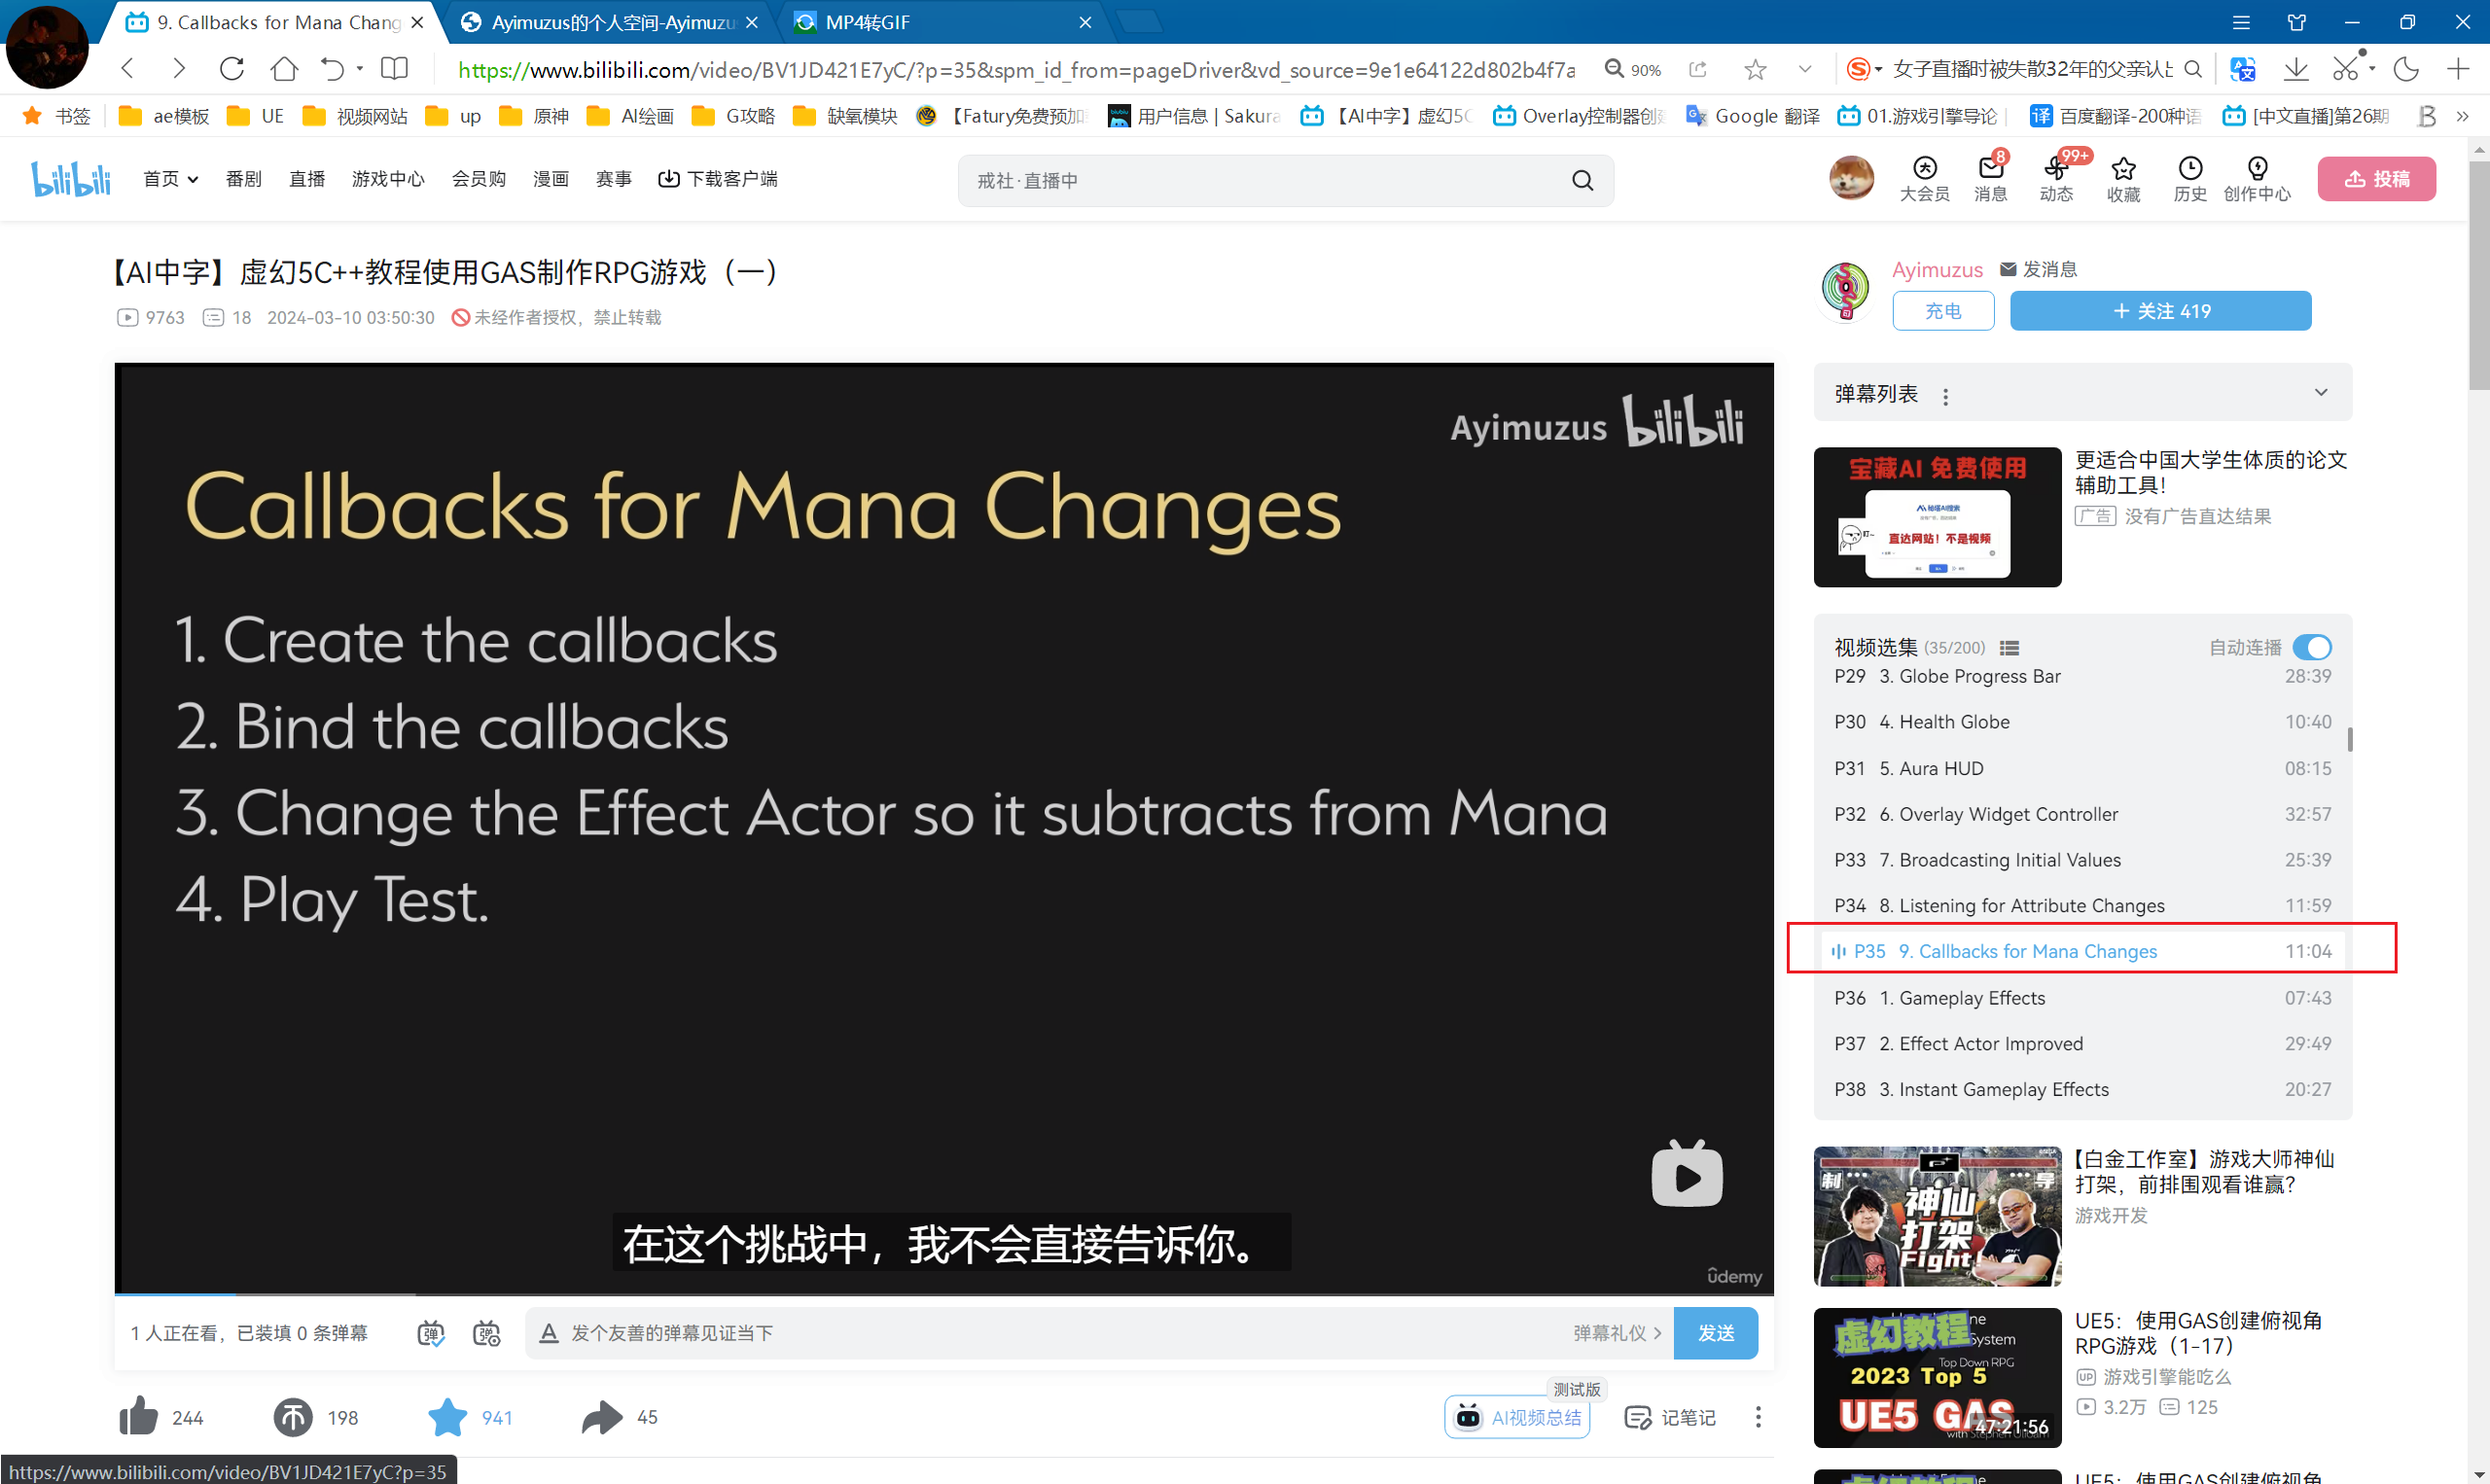 9. Callbacks for Mana Chang
Ayimuzus的个人空间-Ayimuzu
MP4转GIF
https://www.bilibili.com/video/BV1JD421E7yC/?p=35&spm_id_from=pageDriver&vd_source=9e1e64122d802b4f7a
90%
女子直播时被失散32年的父亲认出
书签
ae模板
UE
视频网站
up
原神
AI绘画
G攻略
缺氧模块
【Fatury免费预加
用户信息 | Sakura
【AI中字】虚幻5C
Overlay控制器创建
Google 翻译
01.游戏引擎导论
百度翻译-200种语
[中文直播]第26期
bilibili
首页
番剧
直播
游戏中心
会员购
漫画
赛事
下载客户端
戒社·直播中
大会员
8
消息
99+
动态
收藏
历史
创作中心
投稿
【AI中字】虚幻5C++教程使用GAS制作RPG游戏（一）
9763 18 2024-03-10 03:50:30 未经作者授权，禁止转载
Ayimuzus 发消息
充电
+ 关注 419
Ayimuzus bilibili
Callbacks for Mana Changes
1. Create the callbacks
2. Bind the callbacks
3. Change the Effect Actor so it subtracts from Mana
4. Play Test.
在这个挑战中，我不会直接告诉你。
ûdemy
弹幕列表
宝藏AI 免费使用
秘塔AI搜索
直达网站！不是视频
更适合中国大学生体质的论文
辅助工具！
广告 没有广告直达结果
视频选集 (35/200) 自动连播
P29 3. Globe Progress Bar 28:39
P30 4. Health Globe 10:40
P31 5. Aura HUD 08:15
P32 6. Overlay Widget Controller 32:57
P33 7. Broadcasting Initial Values 25:39
P34 8. Listening for Attribute Changes 11:59
P35 9. Callbacks for Mana Changes 11:04
P36 1. Gameplay Effects 07:43
P37 2. Effect Actor Improved 29:49
P38 3. Instant Gameplay Effects 20:27
制
导
神仙
打架
Fight
【白金工作室】游戏大师神仙
打架，前排围观看谁赢？
游戏开发
虚幻教程
System
Top Down RPG
2023 Top 5
UE5 GAS
47:21:56
UE5：使用GAS创建俯视角
RPG游戏（1-17）
UP 游戏引擎能吃么
3.2万 125
1 人正在看，已装填 0 条弹幕
发个友善的弹幕见证当下
弹幕礼仪 >
发送
244
198
941
45
测试版
AI视频总结
记笔记
https://www.bilibili.com/video/BV1JD421E7yC?p=35
UE5：使用GAS创建俯视角